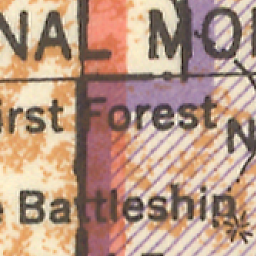 NAL MO
irst Forest
N
e Battleship